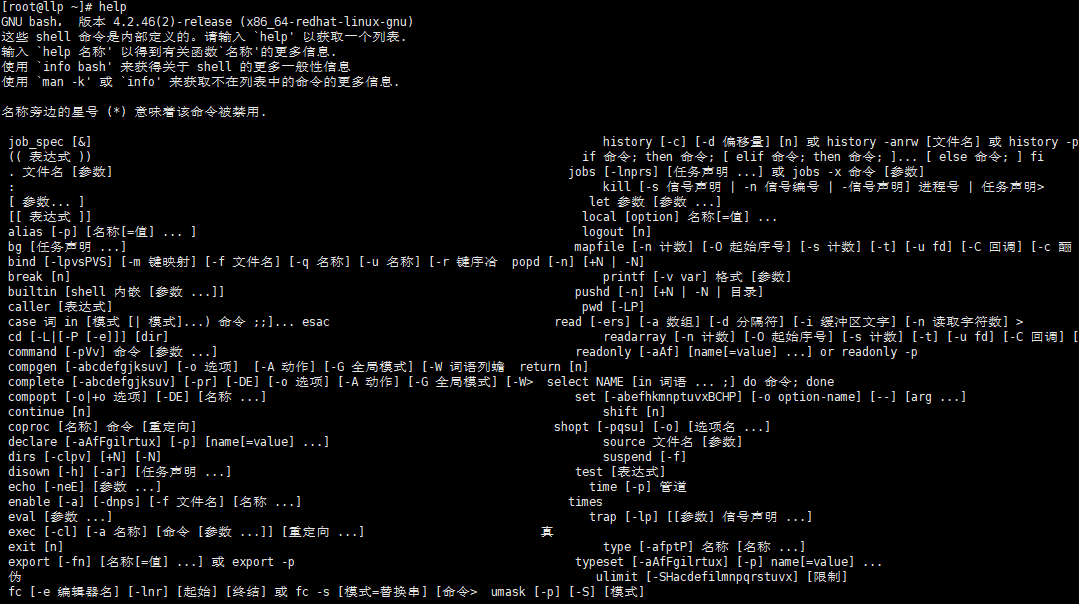 [root@llp ~]# help
GNU bash， 版本 4.2.46(2)-release (x86_64-redhat-linux-gnu)
这些 shell 命令是内部定义的。请输入 `help' 以获取一个列表.
输入 `help 名称' 以得到有关函数`名称'的更多信息.
使用 `info bash' 来获得关于 shell 的更多一般性信息
使用 `man -k' 或 `info' 来获取不在列表中的命令的更多信息.
名称旁边的星号 (*) 意味着该命令被禁用.
job_spec [&] history [-c] [-d 偏移量] [n] 或 history -anrw [文件名] 或 history -p
(( 表达式 )) if 命令; then 命令; [ elif 命令; then 命令; ]... [ else 命令; ] fi
. 文件名 [参数] jobs [-lnprs] [任务声明 ...] 或 jobs -x 命令 [参数]
: kill [-s 信号声明 | -n 信号编号 | -信号声明] 进程号 | 任务声明>
[ 参数... ] let 参数 [参数 ...]
[[ 表达式 ]] local [option] 名称[=值] ...
alias [-p] [名称[=值] ... ] logout [n]
bg [任务声明 ...] mapfile [-n 计数] [-O 起始序号] [-s 计数] [-t] [-u fd] [-C 回调] [-c
bind [-lpvsPVS] [-m 键映射] [-f 文件名] [-q 名称] [-u 名称] [-r 键序 popd [-n] [+N | -N]
break [n] printf [-v var] 格式 [参数]
builtin [shell 内嵌 [参数 ...]] pushd [-n] [+N | -N | 目录]
caller [表达式] pwd [-LP]
case 词 in [模式 [| 模式]...) 命令 ;;]... esac read [-ers] [-a 数组] [-d 分隔符] [-i 缓冲区文字] [-n 读取字符数] >
cd [-L|[-P [-e]]] [dir] readarray [-n 计数] [-O 起始序号] [-s 计数] [-t] [-u fd] [-C 回调] [
command [-pVv] 命令 [参数 ...] readonly [-aAf] [name[=value] ...] or readonly -p
compgen [-abcdefgjksuv] [-o 选项] [-A 动作] [-G 全局模式] [-W 词语列 return [n]
complete [-abcdefgjksuv] [-pr] [-DE] [-o 选项] [-A 动作] [-G 全局模式] [-W> select NAME [in 词语 ... ;] do 命令; done
compopt [-o|+o 选项] [-DE] [名称 ...] set [-abefhkmnptuvxBCHP] [-o option-name] [--] [arg ...]
continue [n] shift [n]
coproc [名称] 命令 [重定向] shopt [-pqsu] [-o] [选项名 ...]
declare [-aAfFgilrtux] [-p] [name[=value] ...] source 文件名 [参数]
dirs [-clpv] [+N] [-N] suspend [-f]
disown [-h] [-ar] [任务声明 ...] test [表达式]
echo [-neE] [参数 ...] time [-p] 管道
enable [-a] [-dnps] [-f 文件名] [名称 ...] times
eval [参数 ...] trap [-lp] [[参数] 信号声明 ...]
exec [-cl] [-a 名称] [命令 [参数 ...]] [重定向 ...] 真
exit [n] type [-afptP] 名称 [名称 ...]
export [-fn] [名称[=值] ...] 或 export -p typeset [-aAfFgilrtux] [-p] name[=value] ...
伪 ulimit [-SHacdefilmnpqrstuvx] [限制]
fc [-e 编辑器名] [-lnr] [起始] [终结] 或 fc -s [模式=替换串] [命令> umask [-p] [-S] [模式]